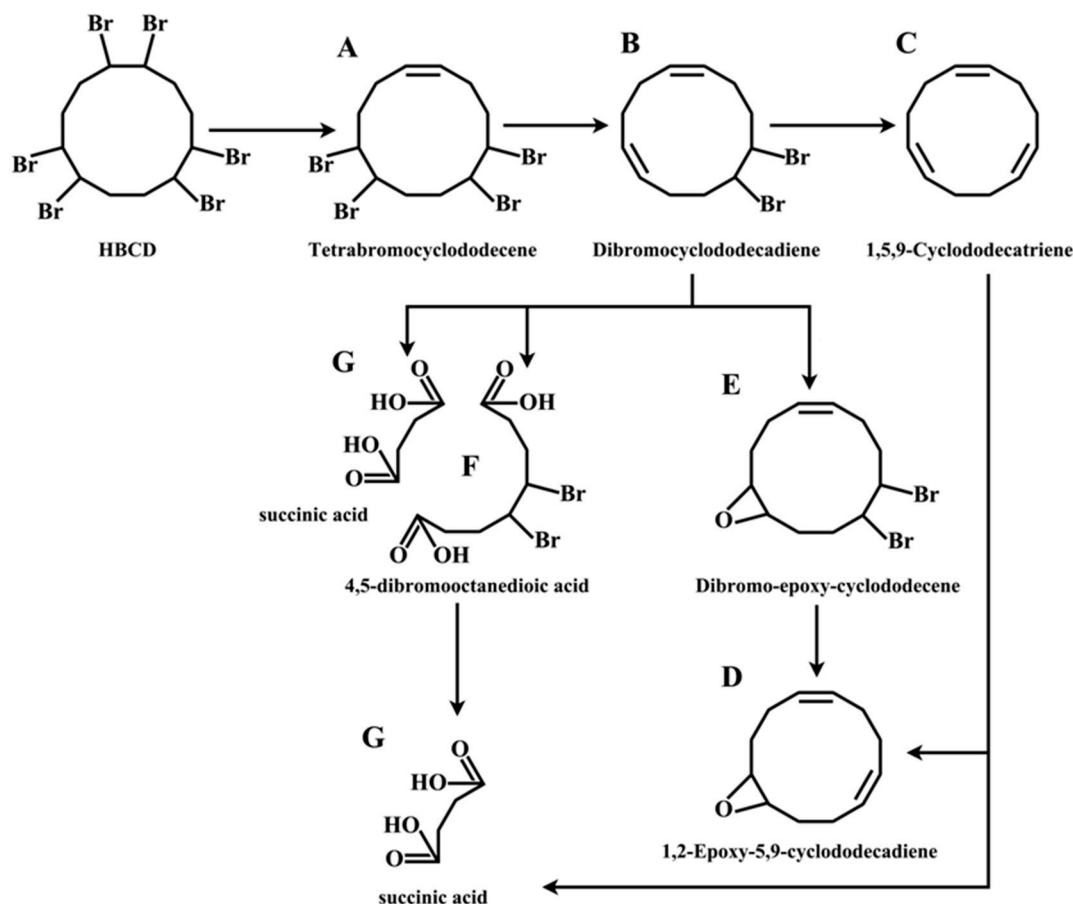 Br Br
A
B
C
Br
Br
Br
Br
Br
Br
Br
Br
Br
Br
HBCD
Tetrabromocyclododecene
Dibromocyclododecadiene
1,5,9-Cyclododecatriene
G
O
HO
HO
O
succinic acid
O
OH
F
Br
Br
O
OH
4,5-dibromooctanedioic acid
E
O
Br
Br
Dibromo-epoxy-cyclododecene
G
O
HO
HO
O
succinic acid
D
O
1,2-Epoxy-5,9-cyclododecadiene